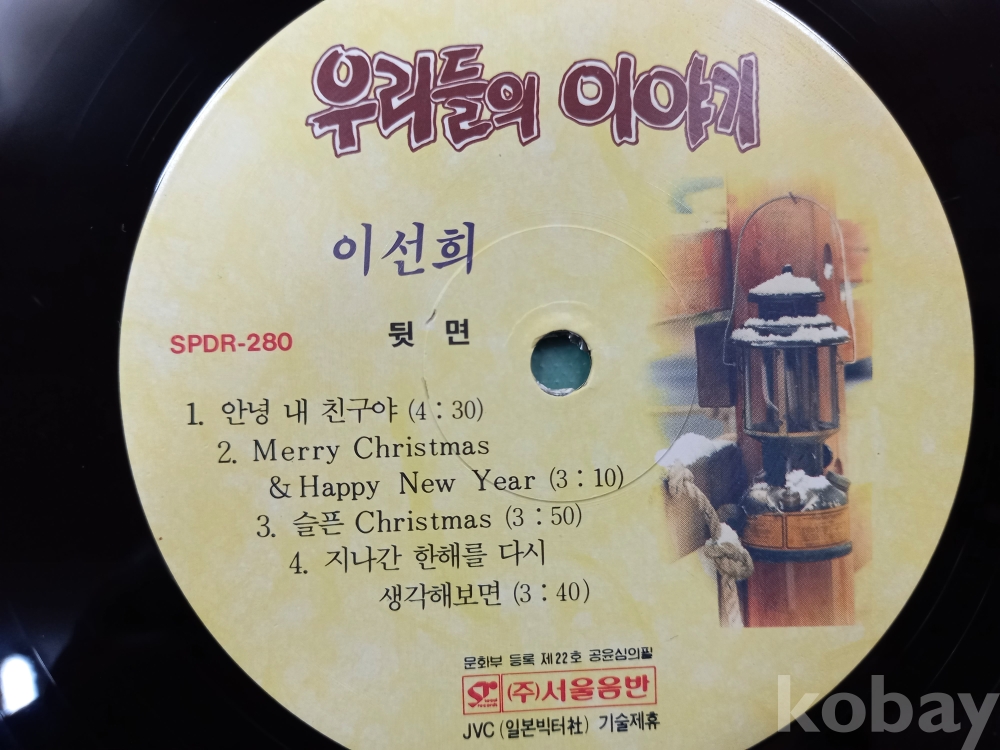 우리들의 이야기
이선희
SPDR-280
뒷 면
1. 안녕 내 친구야 (4 : 30)
2. Merry Christmas
& Happy New Year (3 : 10)
3. 슬픈 Christmas (3 : 50)
4. 지나간 한해를 다시
생각해보면 (3 : 40)
문화부 등록 제22호 공윤심의필
(주)서울음반
JVC (일본빅터社) 기술제휴
kobay